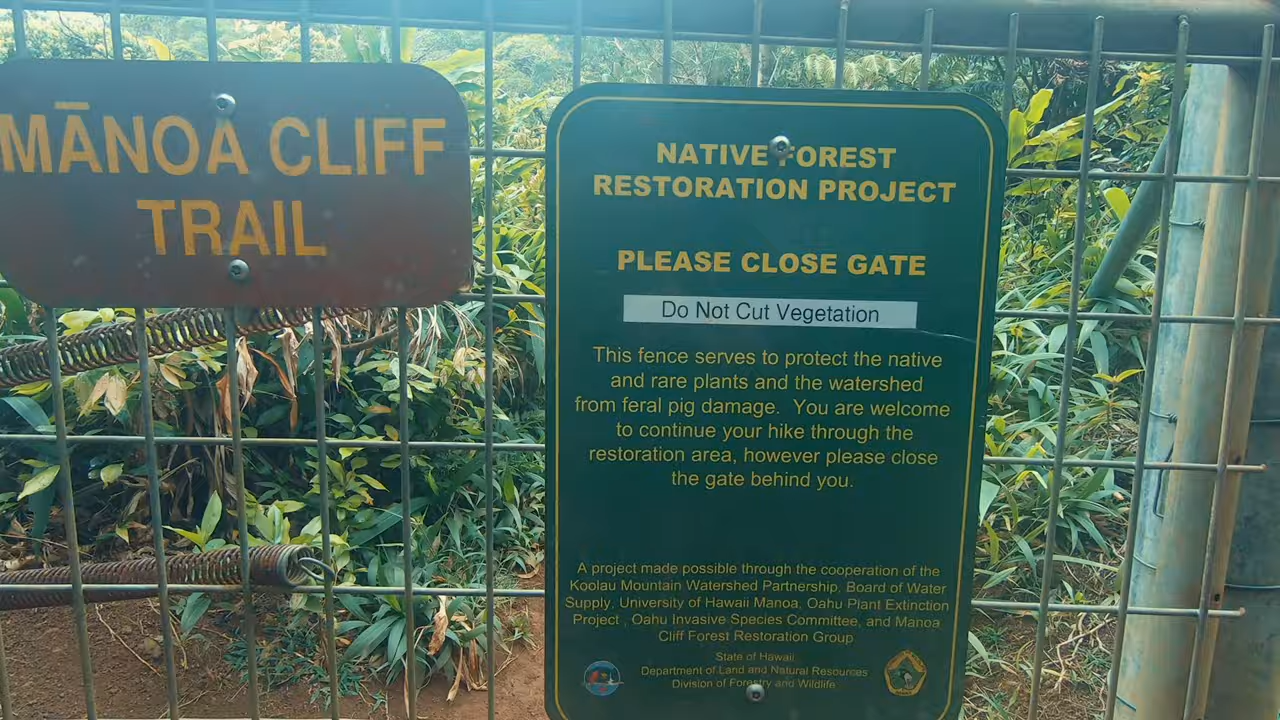 MĀNOA CLIFF
TRAIL
NATIVE FOREST
RESTORATION PROJECT
PLEASE CLOSE GATE
Do Not Cut Vegetation
This fence serves to protect the native
and rare plants and the watershed
from feral pig damage. You are welcome
to continue your hike through the
restoration area, however please close
the gate behind you.
A project made possible through the cooperation of the
Koolau Mountain Watershed Partnership, Board of Water
Supply, University of Hawaii Manoa, Oahu Plant Extinction
Project , Oahu Invasive Species Committee, and Manoa
Cliff Forest Restoration Group
State of Hawaii
Department of Land and Natural Resources
Division of Forestry and Wildlife